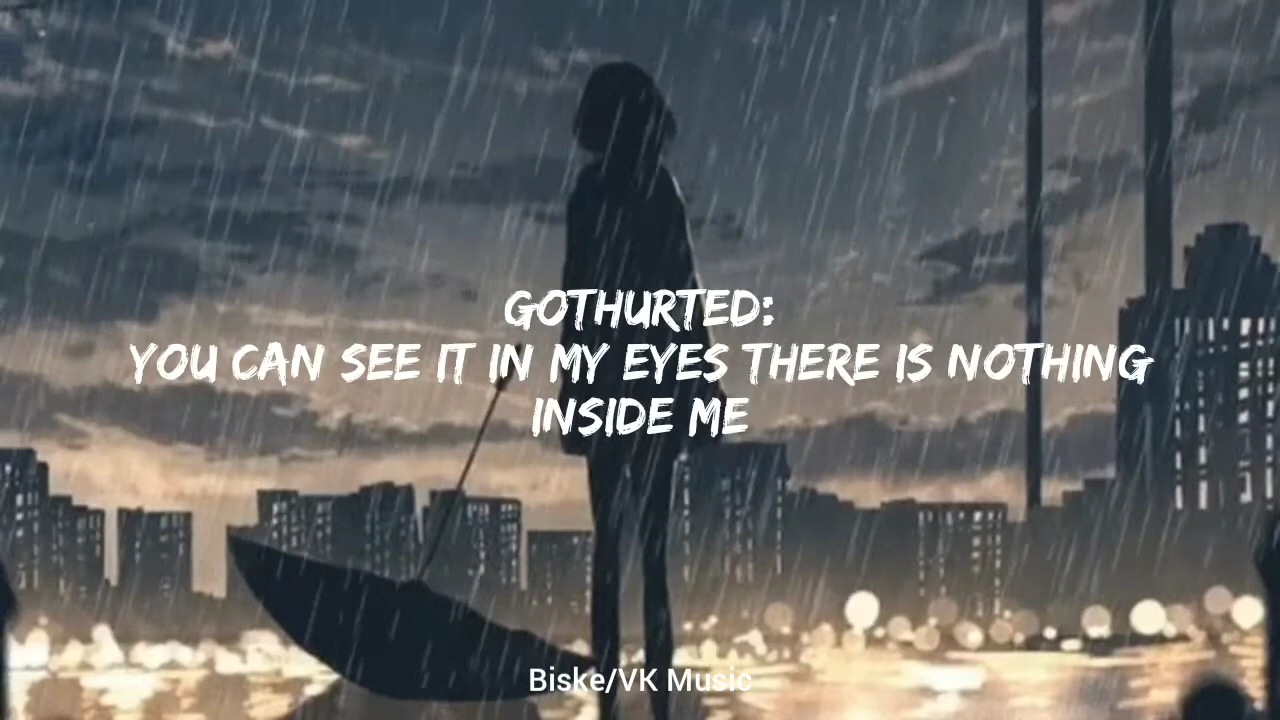 GOTHURTED:
YOU CAN SEE IT IN MY EYES THERE IS NOTHING
INSIDE ME
Biske/VK Music